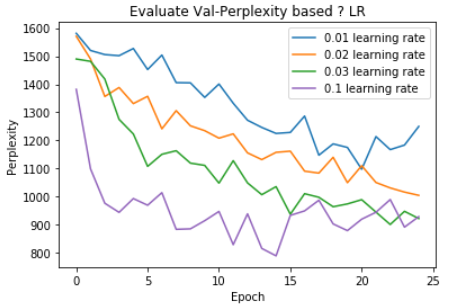 Evaluate Val-Perplexity based ? LR
1600
1500
1400
1300
1200
1100
1000
900
800
Perplexity
0.01 learning rate
0.02 learning rate
0.03 learning rate
0.1 learning rate
0 5 10 15 20 25
Epoch